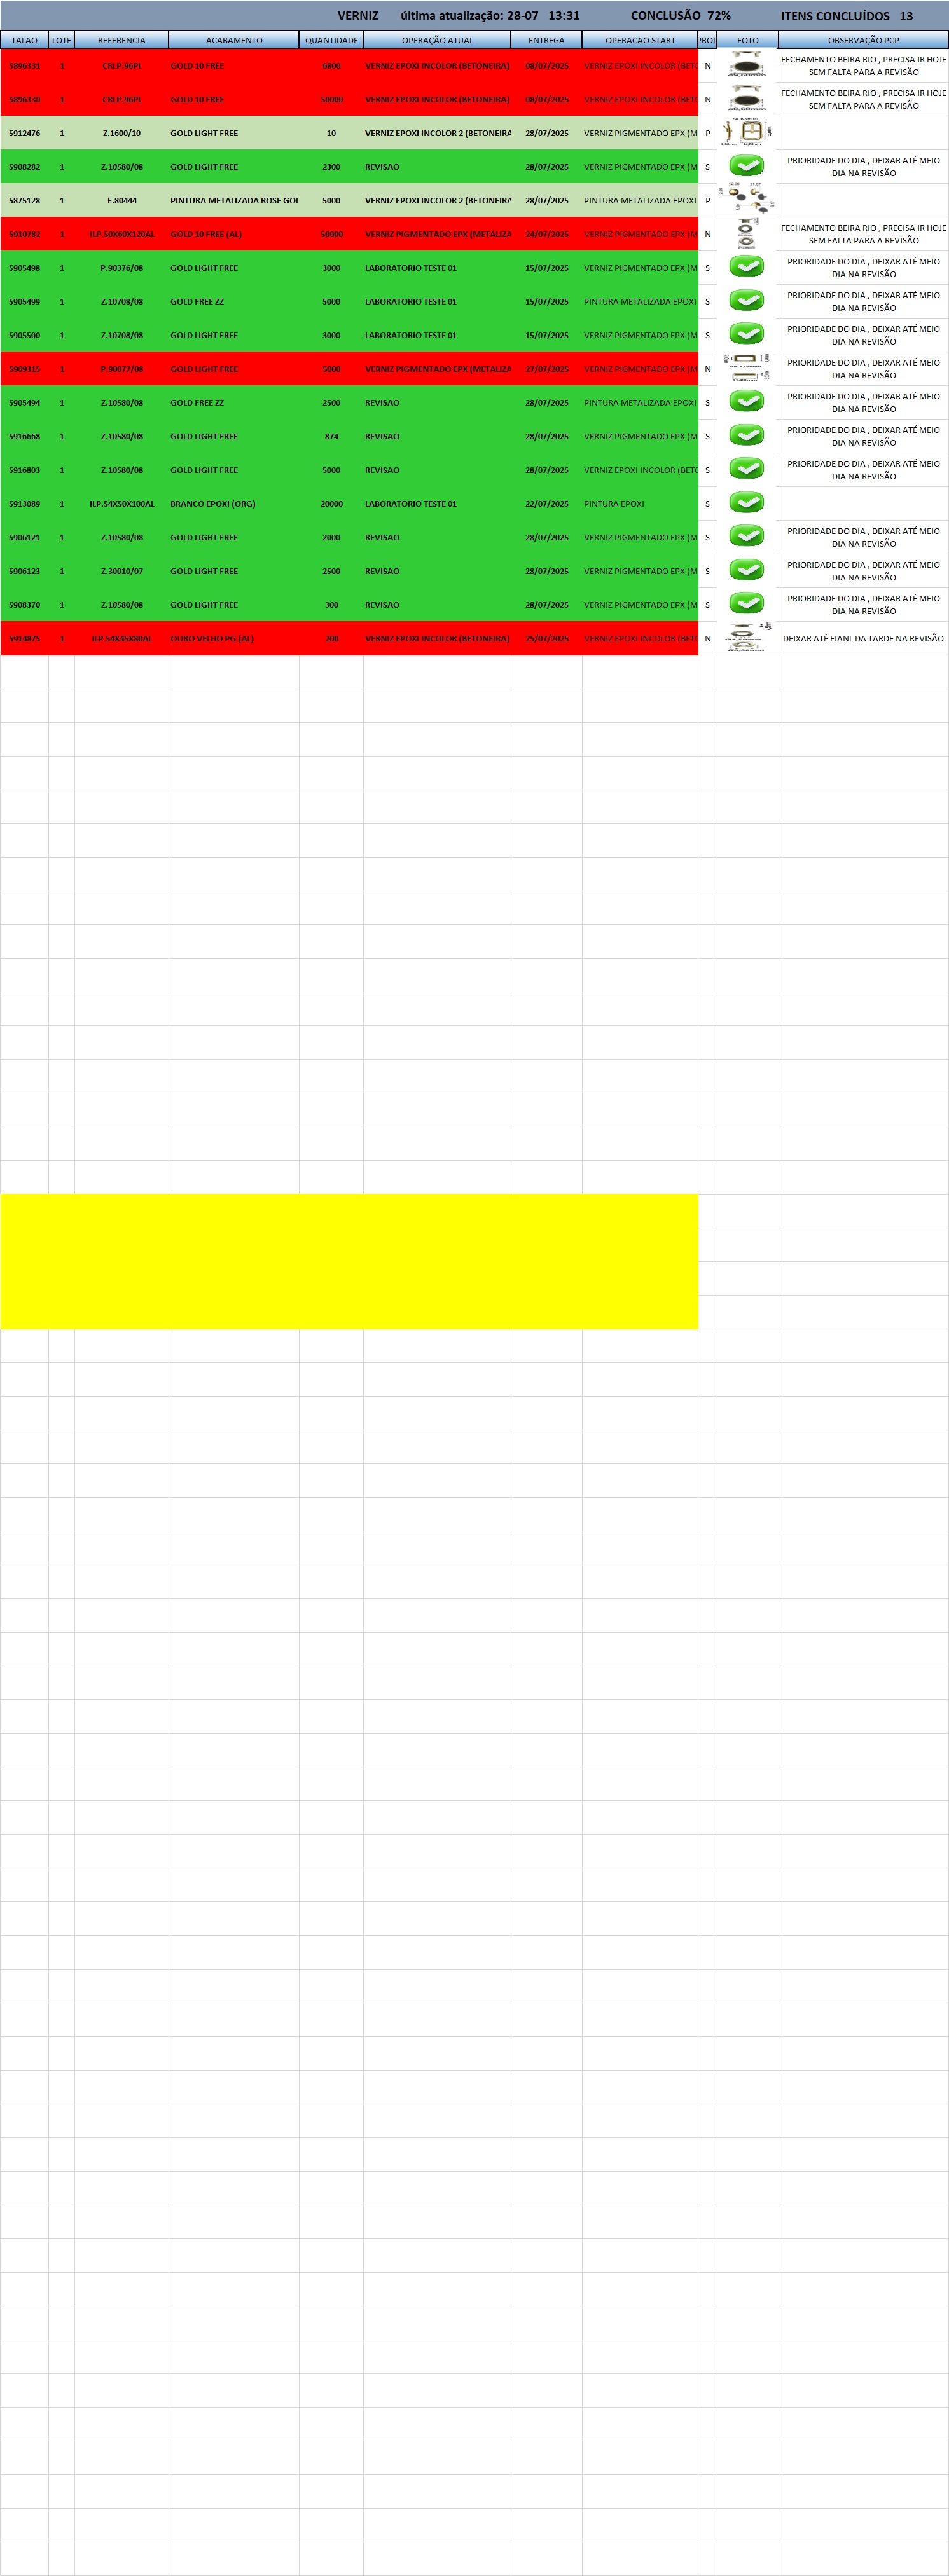 VERNIZ última atualização: 28-07 13:31 CONCLUSÃO 72% ITENS CONCLUÍDOS 13
TALAO LOTE REFERENCIA ACABAMENTO QUANTIDADE OPERAÇÃO ATUAL ENTREGA OPERACAO START PROD FOTO OBSERVAÇÃO PCP
5896331 1 CRLP.96PL GOLD 10 FREE 6800 VERNIZ EPOXI INCOLOR (BETONEIRA) 08/07/2025 VERNIZ EPOXI INCOLOR (BETO N FECHAMENTO BEIRA RIO , PRECISA IR HOJE
SEM FALTA PARA A REVISÃO
5896330 1 CRLP.96PL GOLD 10 FREE 50000 VERNIZ EPOXI INCOLOR (BETONEIRA) 08/07/2025 VERNIZ EPOXI INCOLOR (BETO N FECHAMENTO BEIRA RIO , PRECISA IR HOJE
SEM FALTA PARA A REVISÃO
5912476 1 Z.1600/10 GOLD LIGHT FREE 10 VERNIZ EPOXI INCOLOR 2 (BETONEIRA 28/07/2025 VERNIZ PIGMENTADO EPX (M P
5908282 1 Z.10580/08 GOLD LIGHT FREE 2300 REVISAO 28/07/2025 VERNIZ PIGMENTADO EPX (M S PRIORIDADE DO DIA , DEIXAR ATÉ MEIO
DIA NA REVISÃO
5875128 1 E.80444 PINTURA METALIZADA ROSE GOL 5000 VERNIZ EPOXI INCOLOR 2 (BETONEIRA 28/07/2025 PINTURA METALIZADA EPOXI P
5910782 1 ILP.50X60X120AL GOLD 10 FREE (AL) 50000 VERNIZ PIGMENTADO EPX (METALIZA 24/07/2025 VERNIZ PIGMENTADO EPX (M N FECHAMENTO BEIRA RIO , PRECISA IR HOJE
SEM FALTA PARA A REVISÃO
5905498 1 P.90376/08 GOLD LIGHT FREE 3000 LABORATORIO TESTE 01 15/07/2025 VERNIZ PIGMENTADO EPX (M S PRIORIDADE DO DIA , DEIXAR ATÉ MEIO
DIA NA REVISÃO
5905499 1 Z.10708/08 GOLD FREE ZZ 5000 LABORATORIO TESTE 01 15/07/2025 PINTURA METALIZADA EPOXI S PRIORIDADE DO DIA , DEIXAR ATÉ MEIO
DIA NA REVISÃO
5905500 1 Z.10708/08 GOLD LIGHT FREE 3000 LABORATORIO TESTE 01 15/07/2025 VERNIZ PIGMENTADO EPX (M S PRIORIDADE DO DIA , DEIXAR ATÉ MEIO
DIA NA REVISÃO
5909315 1 P.90077/08 GOLD LIGHT FREE 5000 VERNIZ PIGMENTADO EPX (METALIZA 27/07/2025 VERNIZ PIGMENTADO EPX (M N PRIORIDADE DO DIA , DEIXAR ATÉ MEIO
DIA NA REVISÃO
5905494 1 Z.10580/08 GOLD FREE ZZ 2500 REVISAO 28/07/2025 PINTURA METALIZADA EPOXI S PRIORIDADE DO DIA , DEIXAR ATÉ MEIO
DIA NA REVISÃO
5916668 1 Z.10580/08 GOLD LIGHT FREE 874 REVISAO 28/07/2025 VERNIZ PIGMENTADO EPX (M S PRIORIDADE DO DIA , DEIXAR ATÉ MEIO
DIA NA REVISÃO
5916803 1 Z.10580/08 GOLD LIGHT FREE 5000 REVISAO 28/07/2025 VERNIZ EPOXI INCOLOR (BETO S PRIORIDADE DO DIA , DEIXAR ATÉ MEIO
DIA NA REVISÃO
5913089 1 ILP.54X50X100AL BRANCO EPOXI (ORG) 20000 LABORATORIO TESTE 01 22/07/2025 PINTURA EPOXI S
5906121 1 Z.10580/08 GOLD LIGHT FREE 2000 REVISAO 28/07/2025 VERNIZ PIGMENTADO EPX (M S PRIORIDADE DO DIA , DEIXAR ATÉ MEIO
DIA NA REVISÃO
5906123 1 Z.30010/07 GOLD LIGHT FREE 2500 REVISAO 28/07/2025 VERNIZ PIGMENTADO EPX (M S PRIORIDADE DO DIA , DEIXAR ATÉ MEIO
DIA NA REVISÃO
5908370 1 Z.10580/08 GOLD LIGHT FREE 300 REVISAO 28/07/2025 VERNIZ PIGMENTADO EPX (M S PRIORIDADE DO DIA , DEIXAR ATÉ MEIO
DIA NA REVISÃO
5914875 1 ILP.54X45X80AL OURO VELHO PG (AL) 200 VERNIZ EPOXI INCOLOR (BETONEIRA) 25/07/2025 VERNIZ EPOXI INCOLOR (BETO N DEIXAR ATÉ FIANL DA TARDE NA REVISÃO